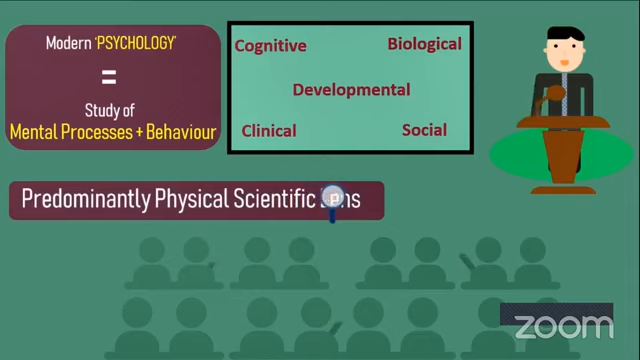 Modern 'PSYCHOLOGY'
=
Study of
Mental Processes + Behaviour
Cognitive
Biological
Developmental
Clinical
Social
Predominantly Physical Scientific
zoom